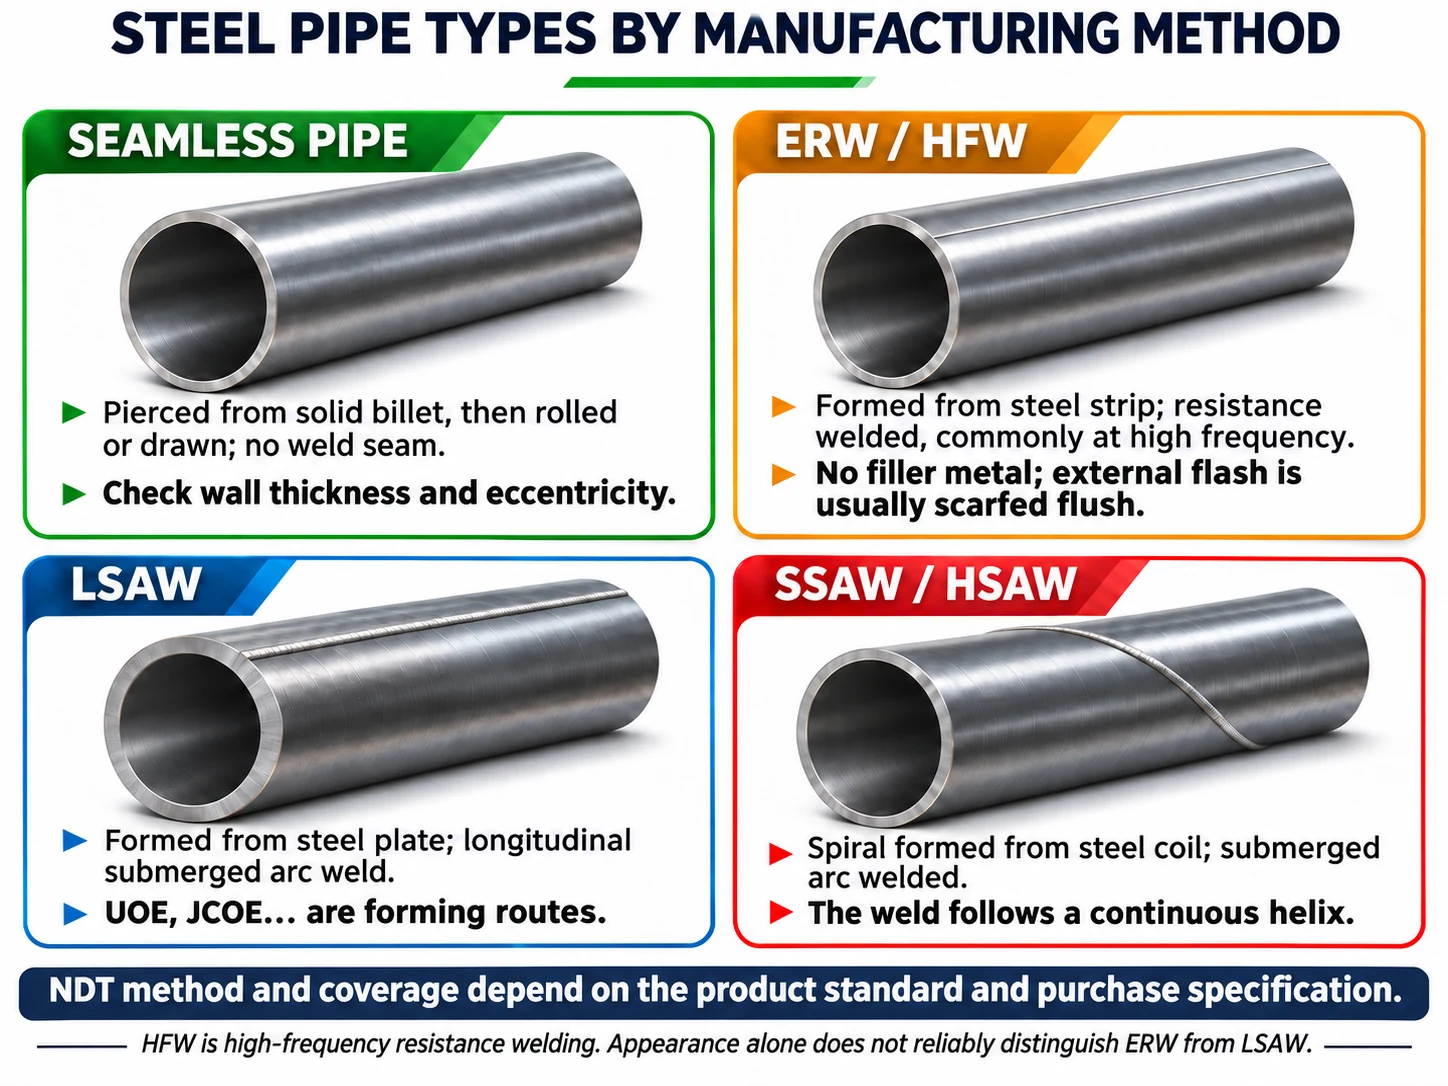 STEEL PIPE TYPES BY MANUFACTURING METHOD
SEAMLESS PIPE
Pierced from solid billet, then rolled
or drawn; no weld seam.
Check wall thickness and eccentricity.
ERW / HFW
Formed from steel strip; resistance
welded, commonly at high frequency.
No filler metal; external flash is
usually scarfed flush.
LSAW
Formed from steel plate; longitudinal
submerged arc weld.
UOE, JCOE... are forming routes.
SSAW / HSAW
Spiral formed from steel coil; submerged
arc welded.
The weld follows a continuous helix.
NDT method and coverage depend on the product standard and purchase specification.
HFW is high-frequency resistance welding. Appearance alone does not reliably distinguish ERW from LSAW.